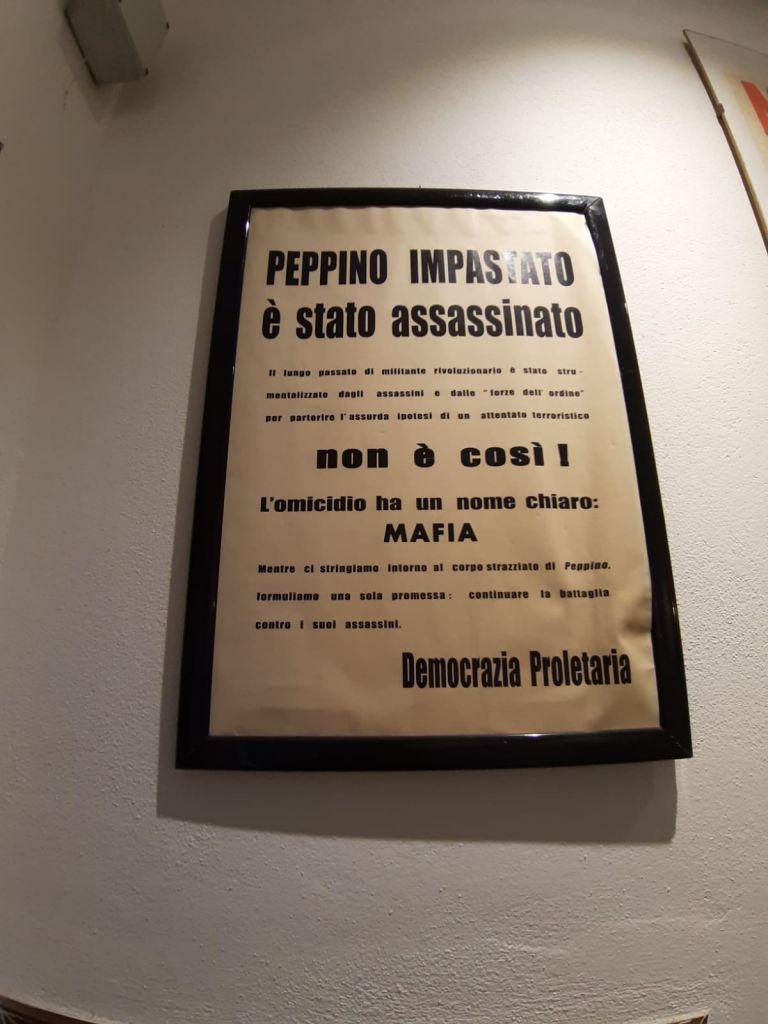 PEPPINO IMPASTATO
è stato assassinato
Il lungo passato di militante rivoluzionario è stato stru-
mentalizzato dagli assassini e dalle "forze dell'ordine"
per partorire l'assurda ipotesi di un attentato terroristico
non è così !
L'omicidio ha un nome chiaro:
MAFIA
Mentre ci stringiamo intorno al corpo straziato di Peppino,
formuliamo una sola promessa: continuare la battaglia
contro i suoi assassini.
Democrazia Proletaria